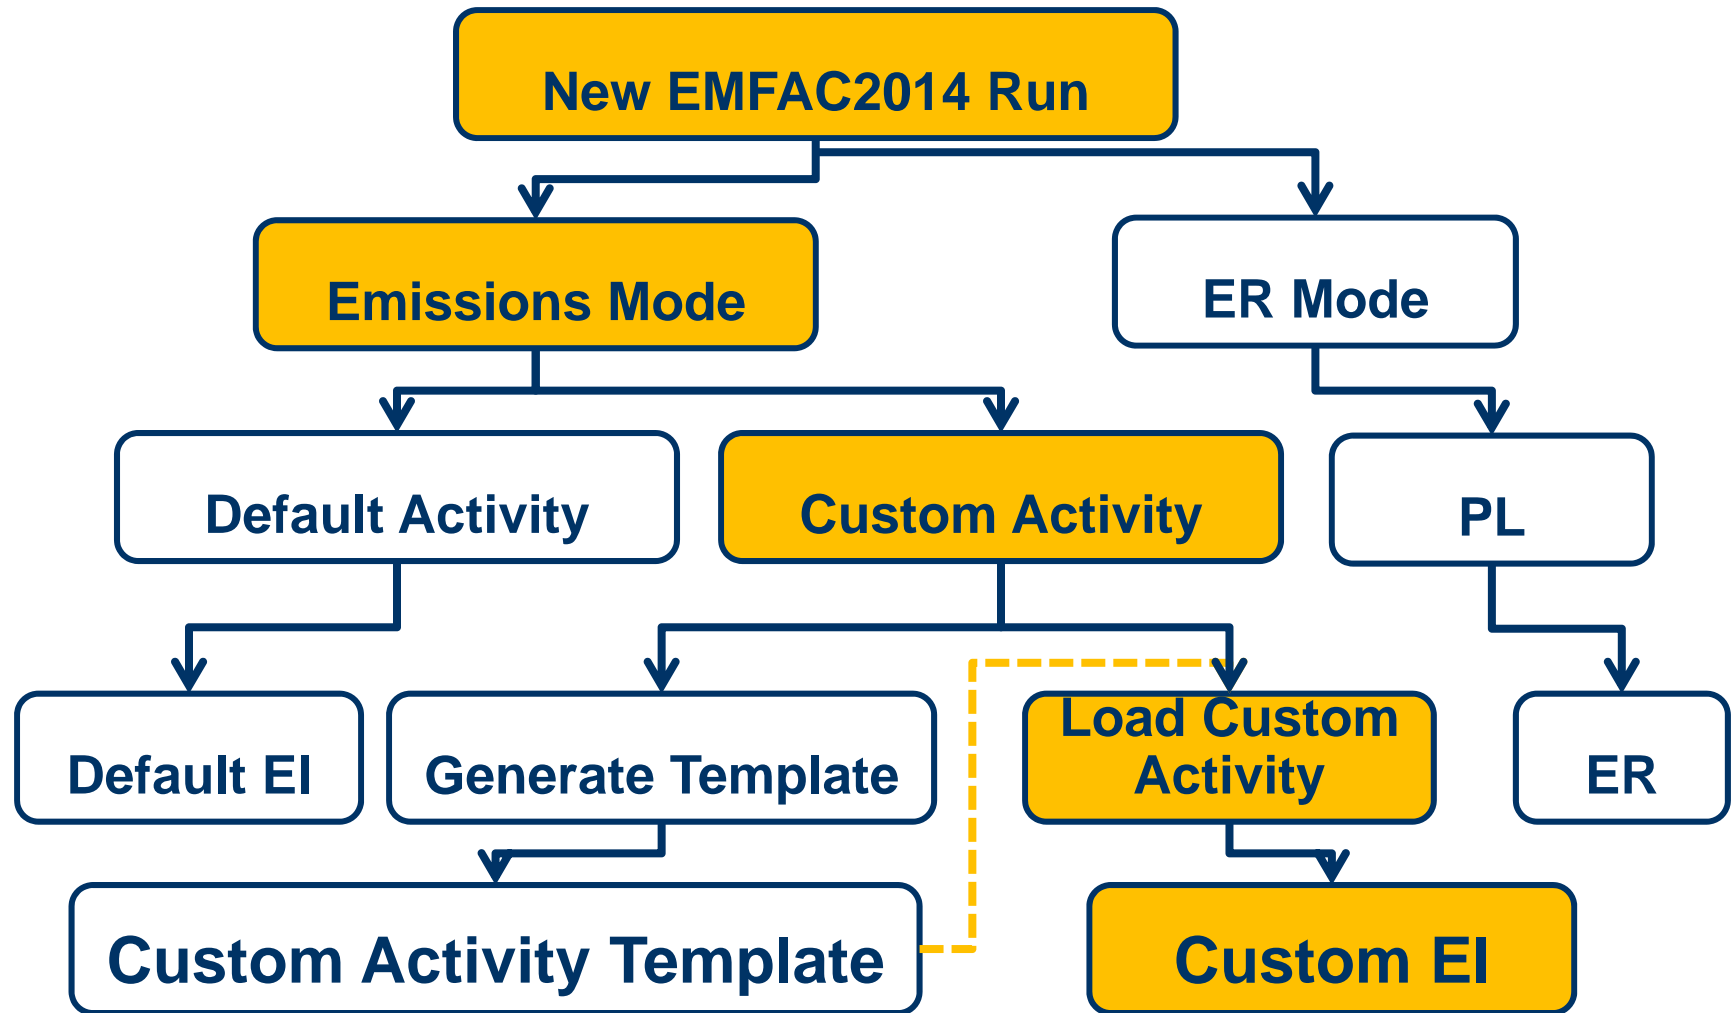 New EMFAC2014 Run
Emissions Mode
ER Mode
Default Activity
Custom Activity
PL
Default EI
Generate Template
Load Custom
Activity
ER
Custom Activity Template
Custom EI